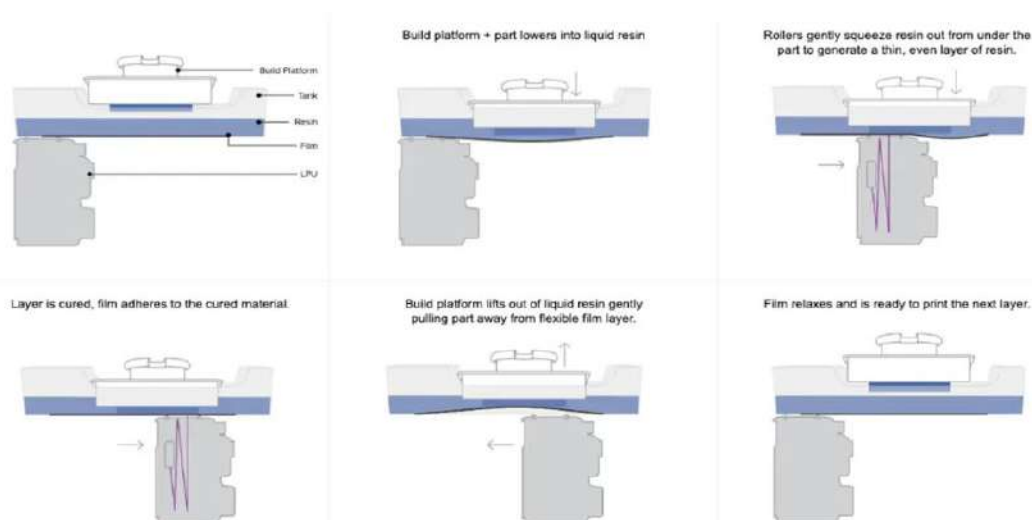 Build Platform
Tank
Resin
Film
LPU
Build platform + part lowers into liquid resin
Rollers gently squeeze resin out from under the
part to generate a thin, even layer of resin.
Layer is cured, film adheres to the cured material.
Build platform lifts out of liquid resin gently
pulling part away from flexible film layer.
Film relaxes and is ready to print the next layer.